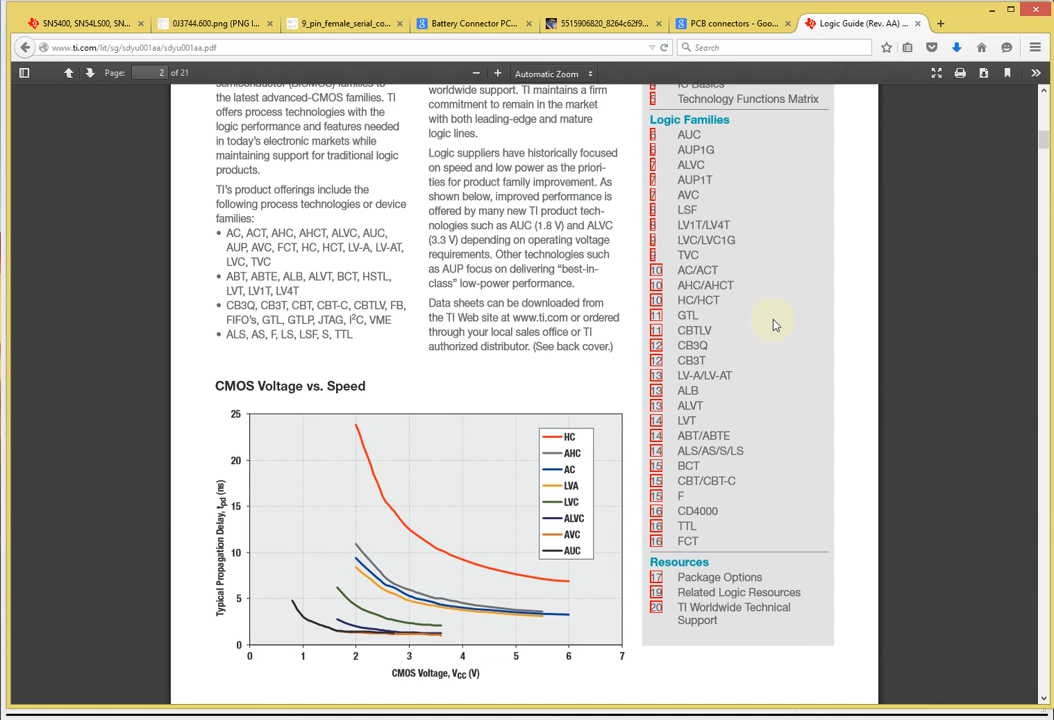 SN5400, SN54LS00, SN...
0J3744.600.png (PNG I...
9_pin_female_serial_co...
Battery Connector PC...
5515906820_8264c62f9...
PCB connectors - Goo...
Logic Guide (Rev. AA) ...
www.ti.com/lit/sg/sdyu001aa/sdyu001aa.pdf
Search
Page: 2 of 21
Automatic Zoom
semiconductor (BiCMOS) families to
the latest advanced-CMOS families. TI
offers process technologies with the
logic performance and features needed
in today's electronic markets while
maintaining support for traditional logic
products.
TI's product offerings include the
following process technologies or device
families:
• AC, ACT, AHC, AHCT, ALVC, AUC,
AUP, AVC, FCT, HC, HCT, LV-A, LV-AT,
LVC, TVC
• ABT, ABTE, ALB, ALVT, BCT, HSTL,
LVT, LV1T, LV4T
• CB3Q, CB3T, CBT, CBT-C, CBTLV, FB,
FIFO's, GTL, GTLP, JTAG, I²C, VME
• ALS, AS, F, LS, LSF, S, TTL
worldwide support. TI maintains a firm
commitment to remain in the market
with both leading-edge and mature
logic lines.
Logic suppliers have historically focused
on speed and low power as the priori-
ties for product family improvement. As
shown below, improved performance is
offered by many new TI product tech-
nologies such as AUC (1.8 V) and ALVC
(3.3 V) depending on operating voltage
requirements. Other technologies such
as AUP focus on delivering "best-in-
class" low-power performance.
Data sheets can be downloaded from
the TI Web site at www.ti.com or ordered
through your local sales office or TI
authorized distributor. (See back cover.)
CMOS Voltage vs. Speed
Typical Propagation Delay, tpd (ns)
25
20
15
10
5
0
0 1 2 3 4 5 6 7
CMOS Voltage, VCC (V)
HC
AHC
AC
LVA
LVC
ALVC
AVC
AUC
IC Basics
5 Technology Functions Matrix
Logic Families
6 AUC
6 AUP1G
7 ALVC
7 AUP1T
7 AVC
8 LSF
8 LV1T/LV4T
9 LVC/LVC1G
9 TVC
10 AC/ACT
10 AHC/AHCT
10 HC/HCT
11 GTL
11 CBTLV
12 CB3Q
12 CB3T
13 LV-A/LV-AT
13 ALB
13 ALVT
14 LVT
14 ABT/ABTE
14 ALS/AS/S/LS
15 BCT
15 CBT/CBT-C
15 F
16 CD4000
16 TTL
16 FCT
Resources
17 Package Options
19 Related Logic Resources
20 TI Worldwide Technical
Support